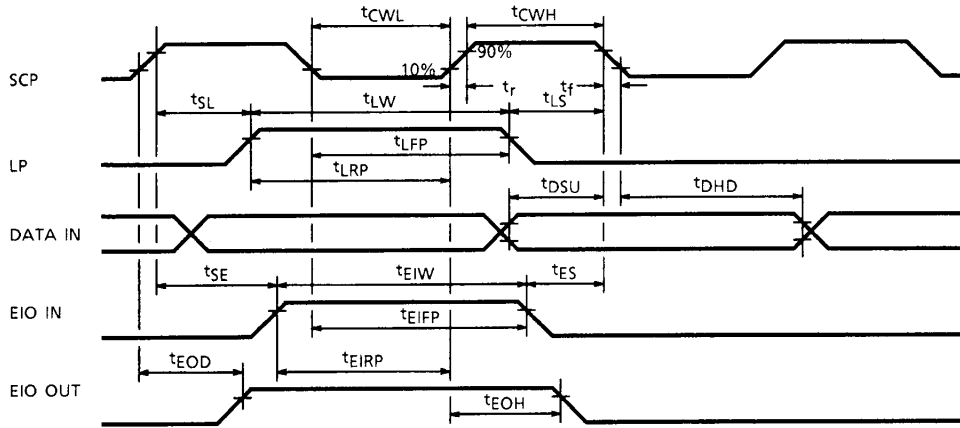 tCWL tCWH
SCP 10% 90%
tSL tLW tr tLS tf
LP tLFP
tLRP
tDSU tDHD
DATA IN
tSE tEIW tES
EIO IN tEIFP
tEOD tEIRP
EIO OUT tEOH